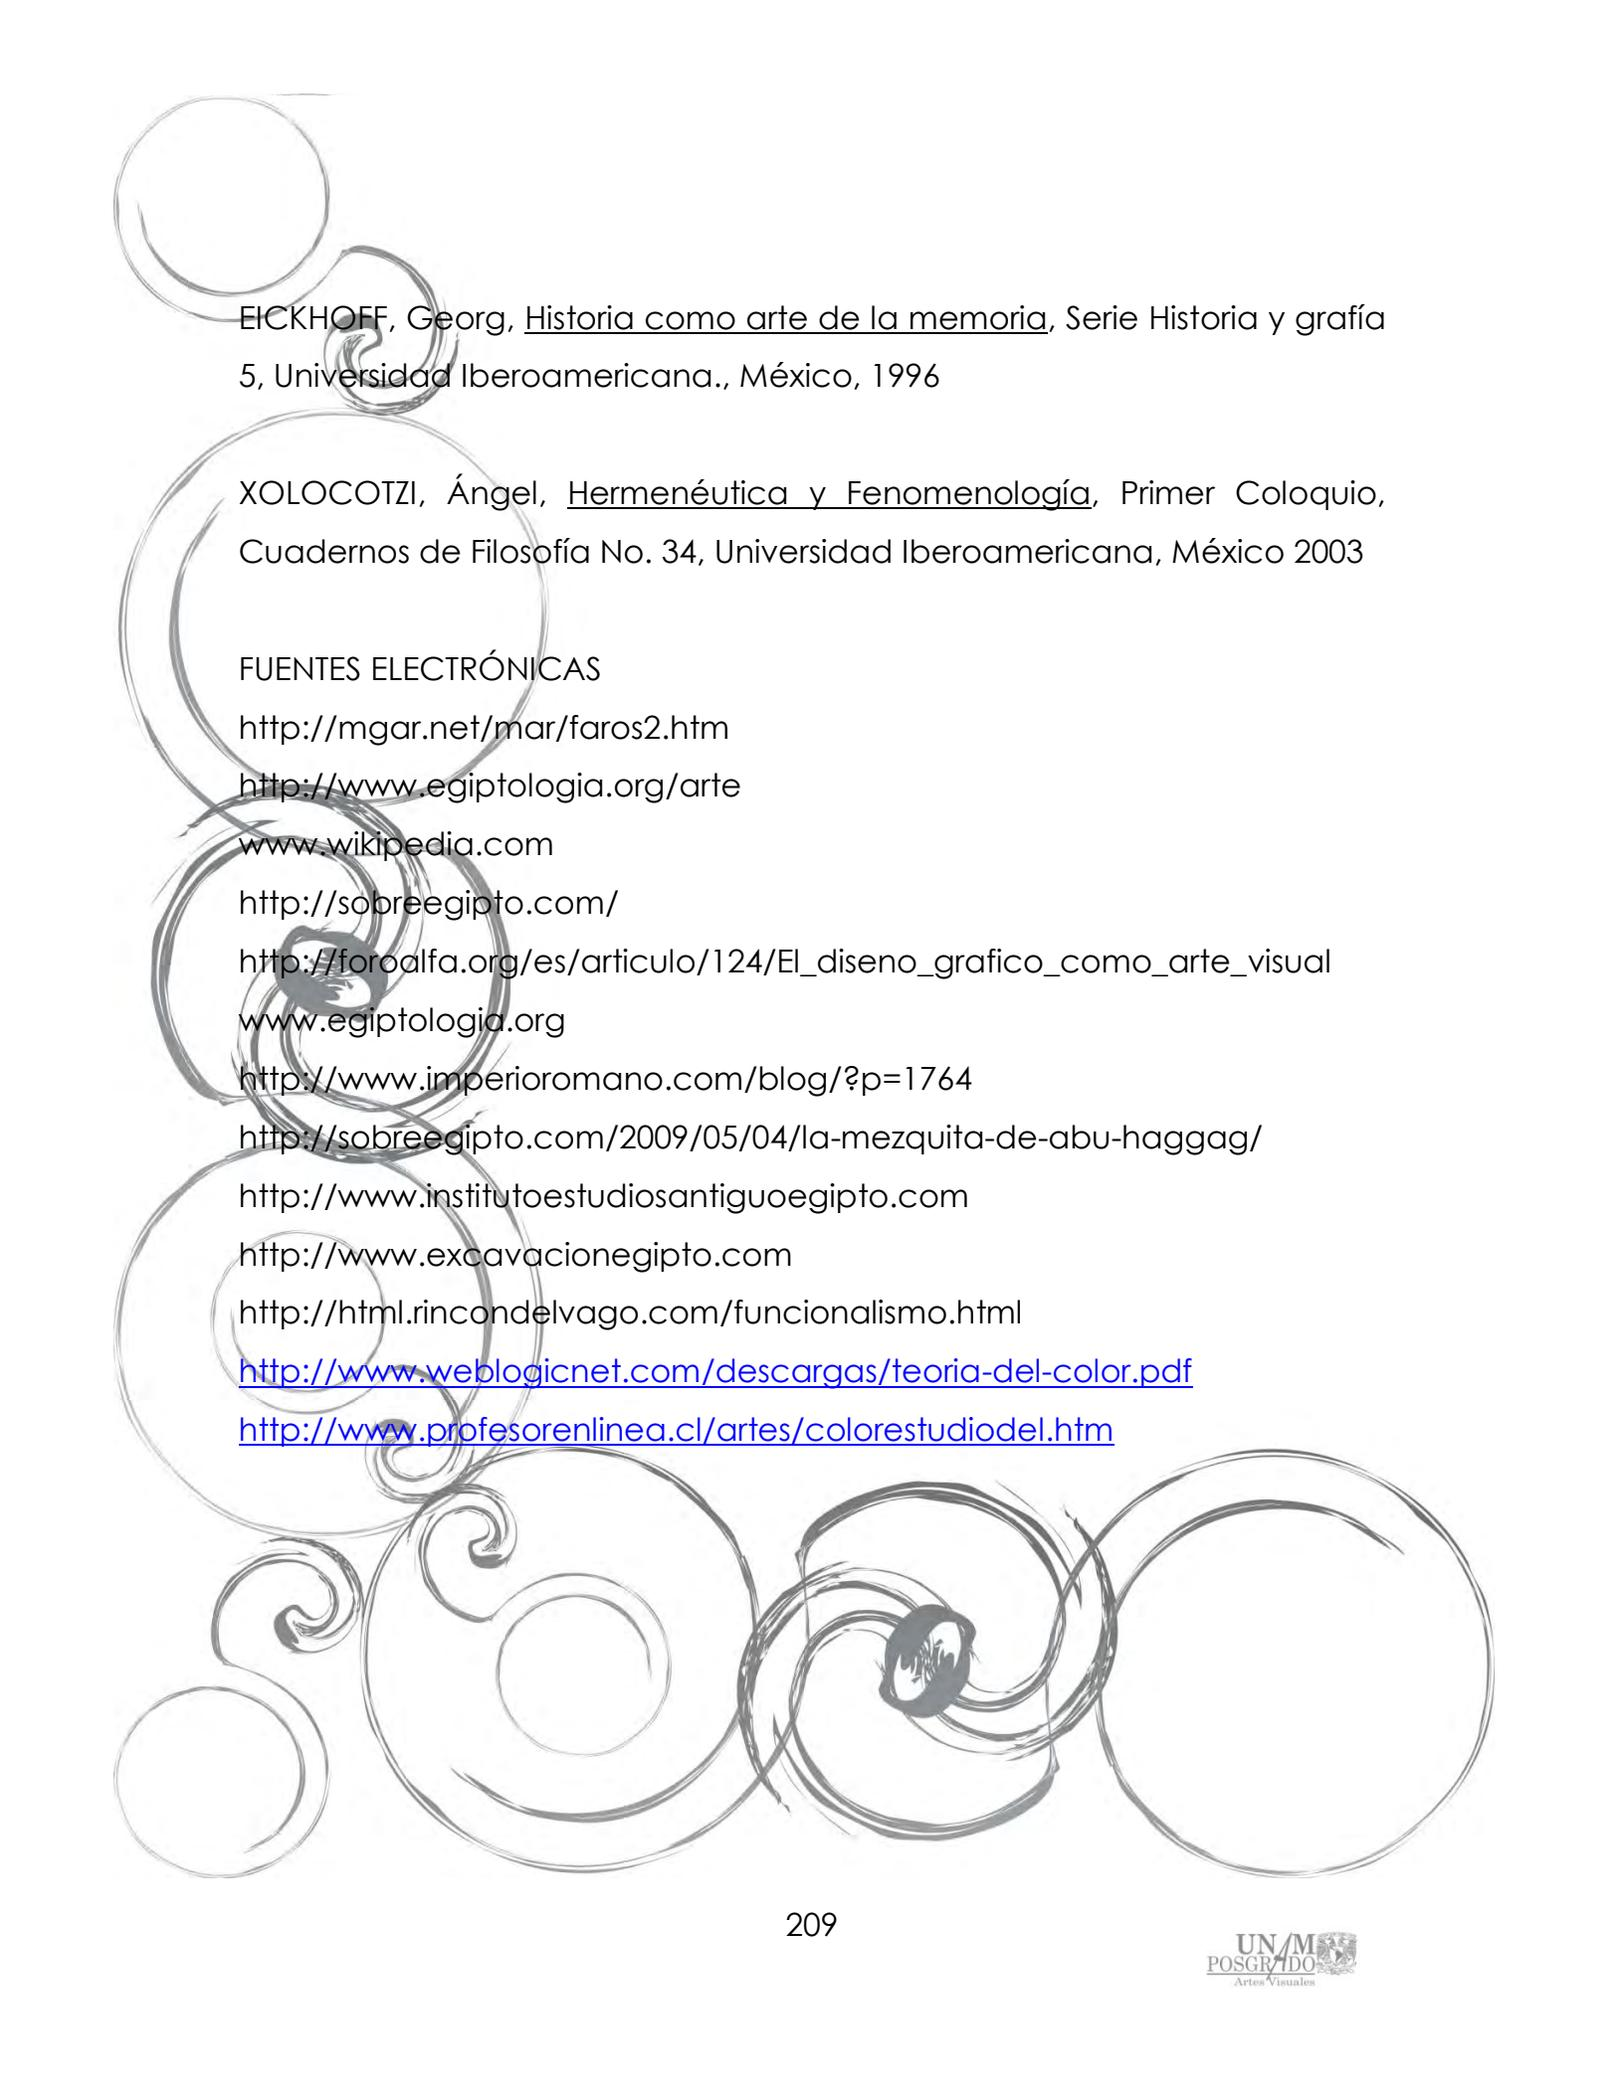 EICKHOFF, Georg, Historia como arte de la memoria, Serie Historia y grafía
5, Universidad Iberoamericana., México, 1996
XOLOCOTZI, Ángel, Hermenéutica y Fenomenología, Primer Coloquio,
Cuadernos de Filosofía No. 34, Universidad Iberoamericana, México 2003
FUENTES ELECTRÓNICAS
http://mgar.net/mar/faros2.htm
http://www.egiptologia.org/arte
www.wikipedia.com
http://sobreegipto.com/
http://foroalfa.org/es/articulo/124/El_diseno_grafico_como_arte_visual
www.egiptologia.org
http://www.imperioromano.com/blog/?p=1764
http://sobreegipto.com/2009/05/04/la-mezquita-de-abu-haggag/
http://www.institutoestudiosantiguoegipto.com
http://www.excavacionegipto.com
http://html.rincondelvago.com/funcionalismo.html
http://www.weblogicnet.com/descargas/teoria-del-color.pdf
http://www.profesorenlinea.cl/artes/colorestudiodel.htm
209
UNAM
POSGRADO
Artes Visuales